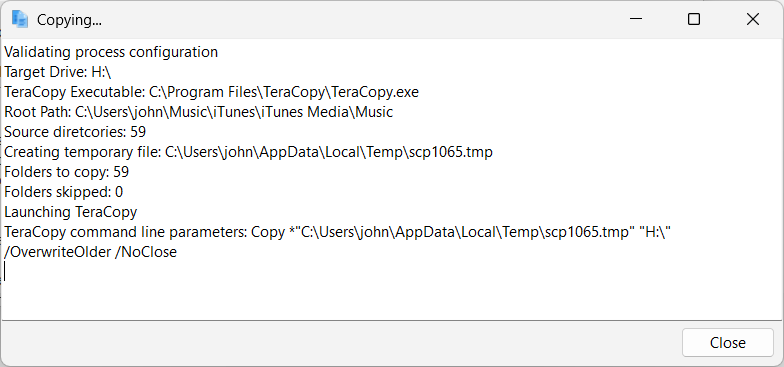 Copying...
Validating process configuration
Target Drive: H:\
TeraCopy Executable: C:\Program Files\TeraCopy\TeraCopy.exe
Root Path: C:\Users\john\Music\iTunes\iTunes Media\Music
Source diretcories: 59
Creating temporary file: C:\Users\john\AppData\Local\Temp\scp1065.tmp
Folders to copy: 59
Folders skipped: 0
Launching TeraCopy
TeraCopy command line parameters: Copy *"C:\Users\john\AppData\Local\Temp\scp1065.tmp" "H:\"
/OverwriteOlder /NoClose
Close